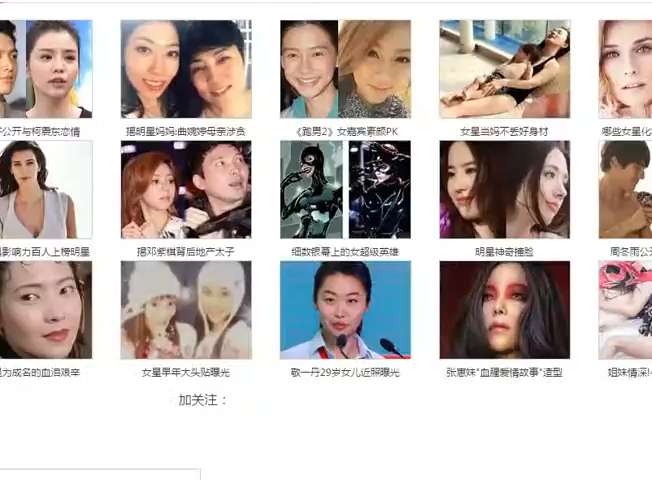 公开与柯震东恋情
揭明星妈妈:曲婉婷母亲涉贪
《跑男2》女嘉宾素颜PK
女星当妈不丢好身材
哪些女星化
影响力百人上榜明星
揭邓紫棋背后地产太子
细数银幕上的女超级英雄
明星神奇撞脸
周冬雨公
为成名的血泪艰辛
女星早年大头贴曝光
敬一丹29岁女儿近照曝光
张惠妹"血腥爱情故事"造型
姐妹情深!
加关注：